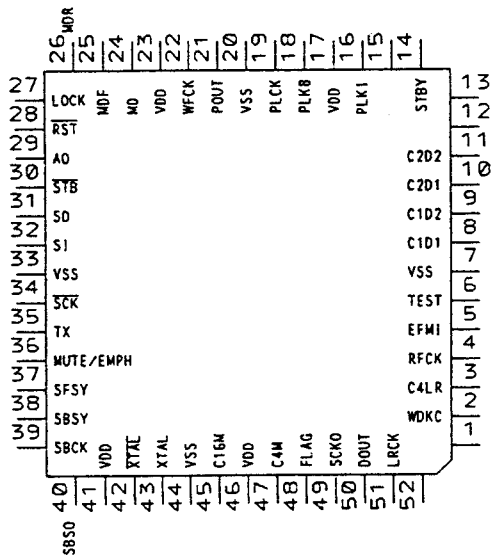 26 25 24 23 22 21 20 19 18 17 16 15 14
MDR
MDF MO VDD WFCK POUT VSS PLCK PLK8 VDD PLK1 STBY
27 LOCK
28 RST
29 AO
30 STB
31 SO
32 SI
33 VSS
34 SCK
35 TX
36 MUTE/EMPH
37 SFSY
38 SBSY
39 SBCK
13
12
11 C2D2
10 C2D1
9 C1D2
8 C1D1
7 VSS
6 TEST
5 EFMI
4 RFCK
3 C4LR
2 WDKC
1
VDD XTAL XTAL VSS C16M VDD C4M FLAG SCKO DOUT LRCK
40 41 42 43 44 45 46 47 48 49 50 51 52
SBSO